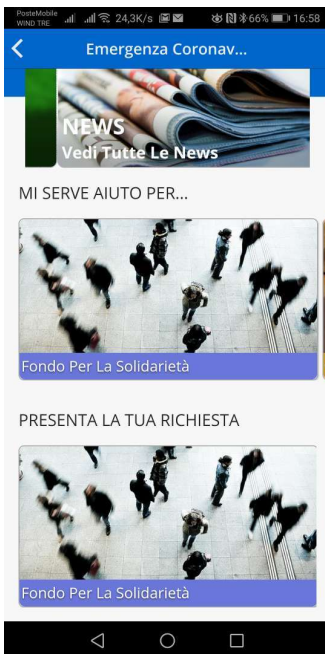 PosteMobile
WIND TRE
24,3K/s
66%
16:58
Emergenza Coronav...
NEWS
Vedi Tutte Le News
MI SERVE AIUTO PER...
Fondo Per La Solidarietà
PRESENTA LA TUA RICHIESTA
Fondo Per La Solidarietà